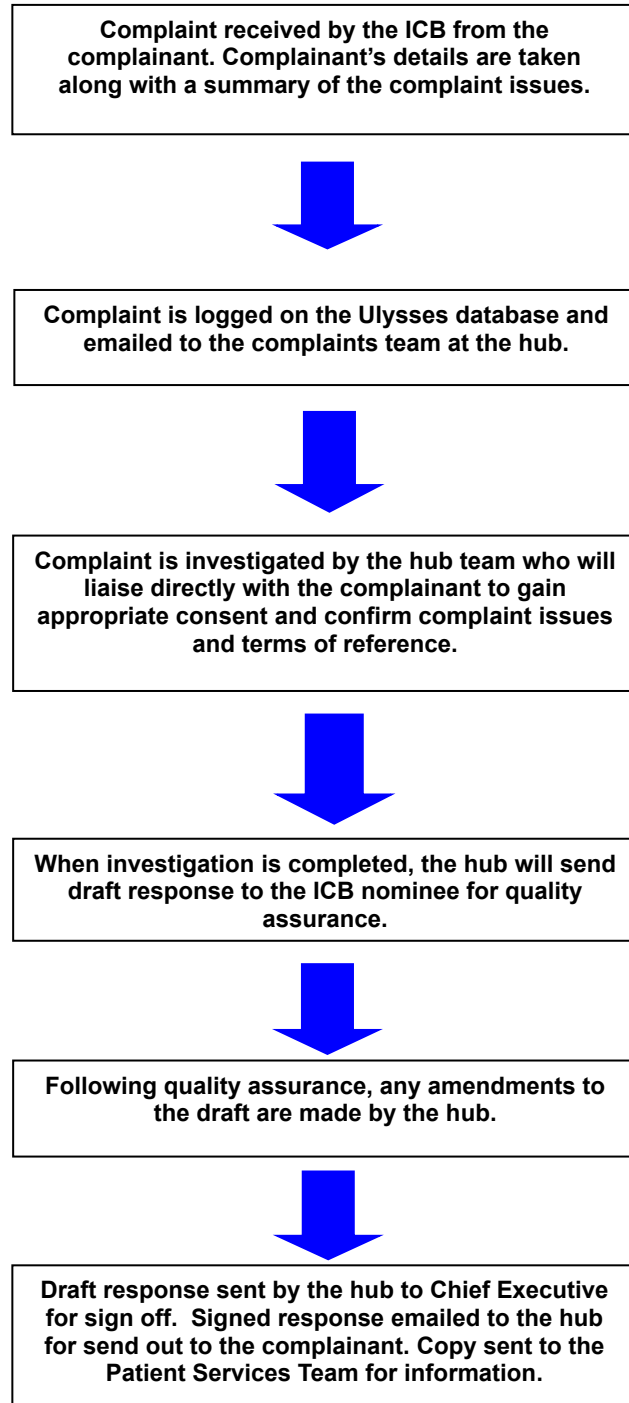 Complaint received by the ICB from the
complainant. Complainant’s details are taken
along with a summary of the complaint issues.
Complaint is logged on the Ulysses database and
emailed to the complaints team at the hub.
Complaint is investigated by the hub team who will
liaise directly with the complainant to gain
appropriate consent and confirm complaint issues
and terms of reference.
When investigation is completed, the hub will send
draft response to the ICB nominee for quality
assurance.
Following quality assurance, any amendments to
the draft are made by the hub.
Draft response sent by the hub to Chief Executive
for sign off.  Signed response emailed to the hub
for send out to the complainant. Copy sent to the
Patient Services Team for information.